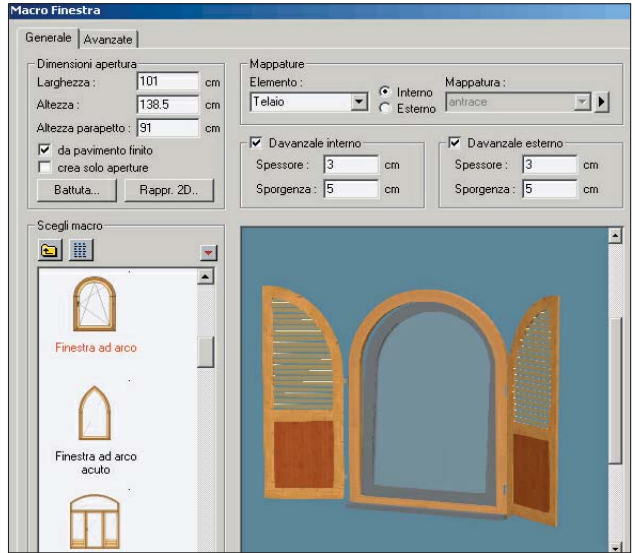 Macro Finestra
Generale
Avanzate
Dimensioni apertura
Larghezza : 101 cm
Altezza : 138.5 cm
Altezza parapetto : 91 cm
da pavimento finito
crea solo aperture
Battuta...
Rappr. 2D..
Mappature
Elemento :
Telaio
Interno
Esterno
Mappatura :
antrace
Davanzale interno
Spessore : 3 cm
Sporgenza : 5 cm
Davanzale esterno
Spessore : 3 cm
Sporgenza : 5 cm
Scegli macro
Finestra ad arco
Finestra ad arco
acuto